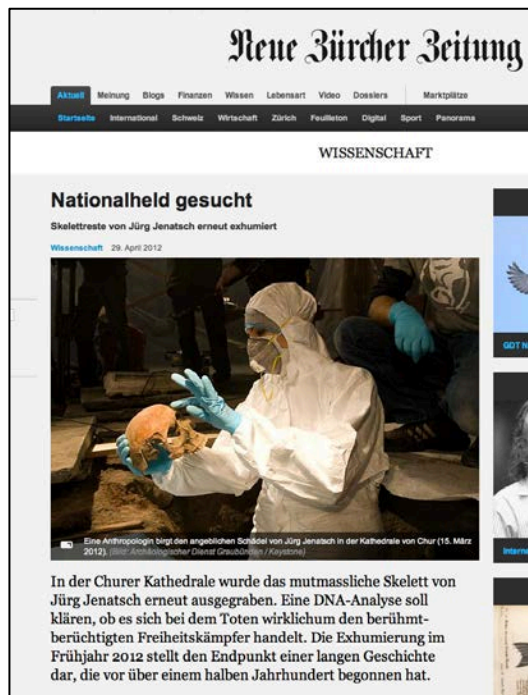 Neue Zürcher Zeitung
Aktuell Meinung Blogs Finanzen Wissen Lebensart Video Dossiers Marktplätze
Startseite International Schweiz Wirtschaft Zürich Feuilleton Digital Sport Panorama
WISSENSCHAFT
Nationalheld gesucht
Skelettreste von Jürg Jenatsch erneut exhumiert
Wissenschaft 29. April 2012
GDT N
Eine Anthropologin birgt den angeblichen Schädel von Jürg Jenatsch in der Kathedrale von Chur (15. März
2012). (Bild: Archäologischer Dienst Graubünden / Keystone)
Interna
In der Churer Kathedrale wurde das mutmassliche Skelett von
Jürg Jenatsch erneut ausgegraben. Eine DNA-Analyse soll
klären, ob es sich bei dem Toten wirklichum den berühmt-
berüchtigten Freiheitskämpfer handelt. Die Exhumierung im
Frühjahr 2012 stellt den Endpunkt einer langen Geschichte
dar, die vor über einem halben Jahrhundert begonnen hat.